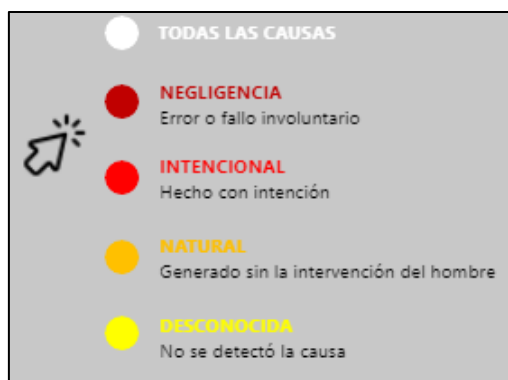 TODAS LAS CAUSAS
NEGLIGENCIA
Error o fallo involuntario
INTENCIONAL
Hecho con intención
NATURAL
Generado sin la intervención del hombre
DESCONOCIDA
No se detectó la causa